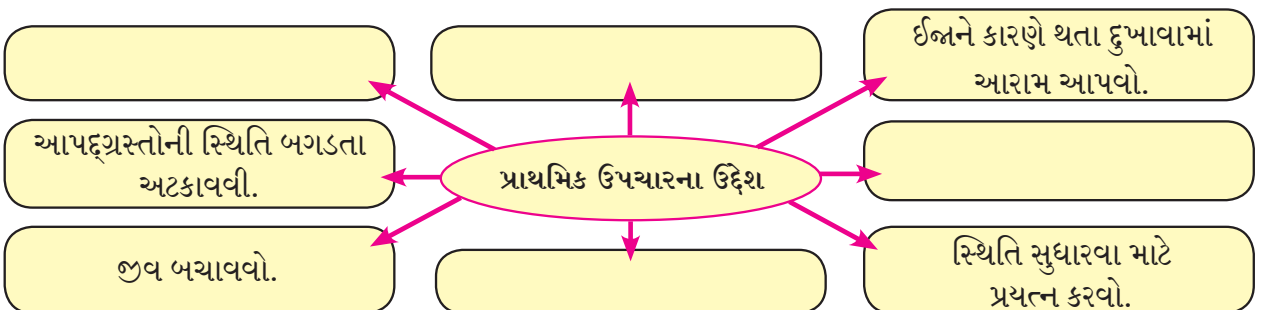 ઈજાને કારણે થતા દુખાવામાં
આરામ આપવો.
આપદ્ગ્રસ્તોની સ્થિતિ બગડતા
અટકાવવી.
પ્રાથમિક ઉપચારના ઉદ્દેશ
જીવ બચાવવો.
સ્થિતિ સુધારવા માટે
પ્રયત્ન કરવો.